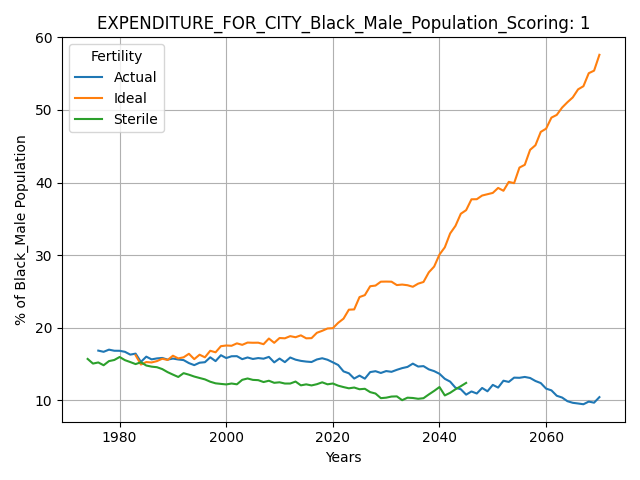 EXPENDITURE_FOR_CITY_Black_Male_Population_Scoring: 1
Fertility
Actual
Ideal
Sterile
% of Black_Male Population
60
50
40
30
20
10
1980 2000 2020 2040 2060
Years